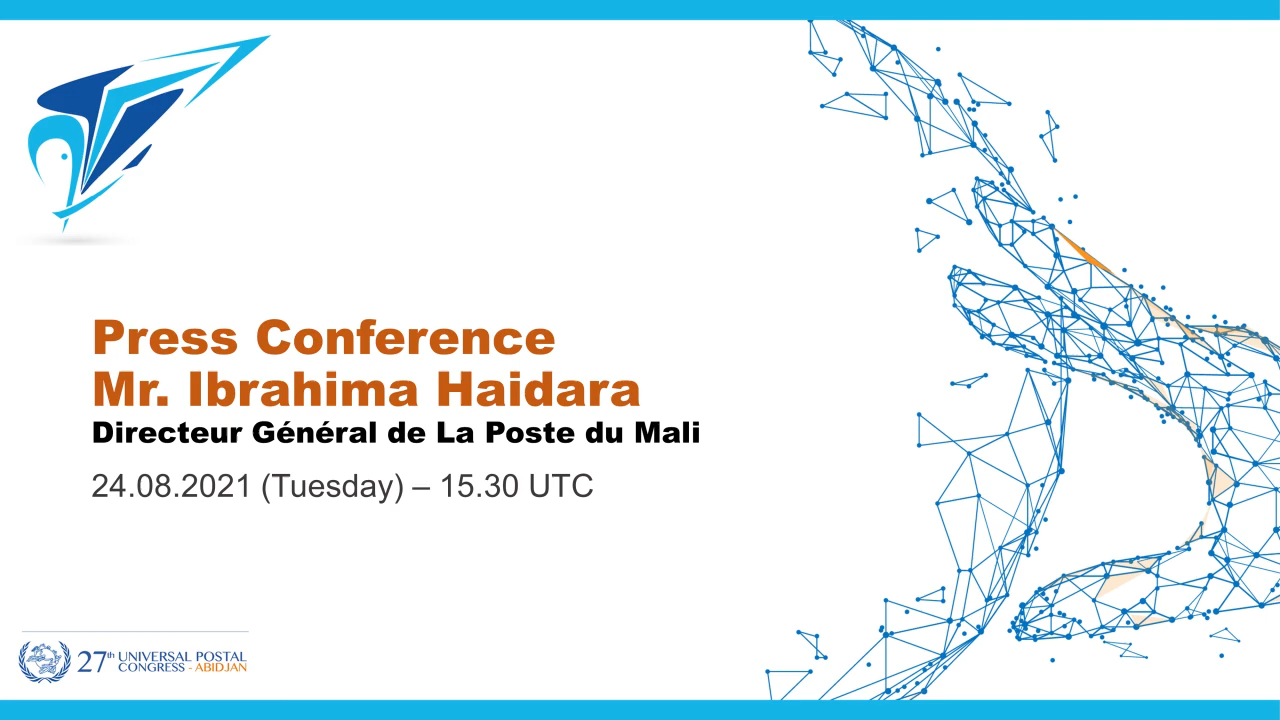 Press Conference
Mr. Ibrahima Haidara
Directeur Général de La Poste du Mali
24.08.2021 (Tuesday) – 15.30 UTC
27th UNIVERSAL POSTAL
CONGRESS - ABIDJAN